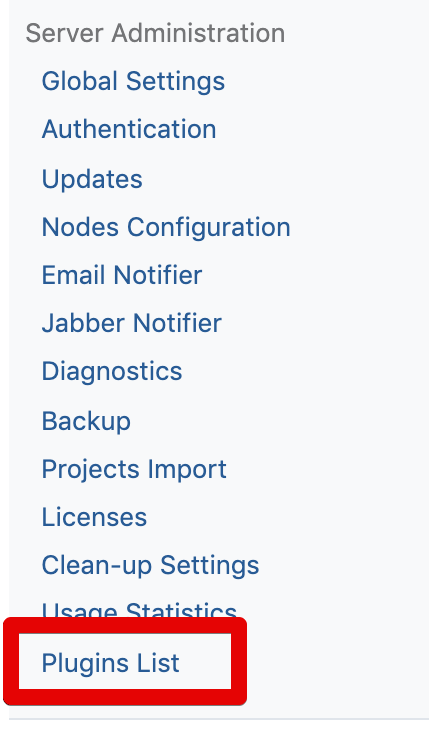 Server Administration
Global Settings
Authentication
Updates
Nodes Configuration
Email Notifier
Jabber Notifier
Diagnostics
Backup
Projects Import
Licenses
Clean-up Settings
Usage Statistics
Plugins List